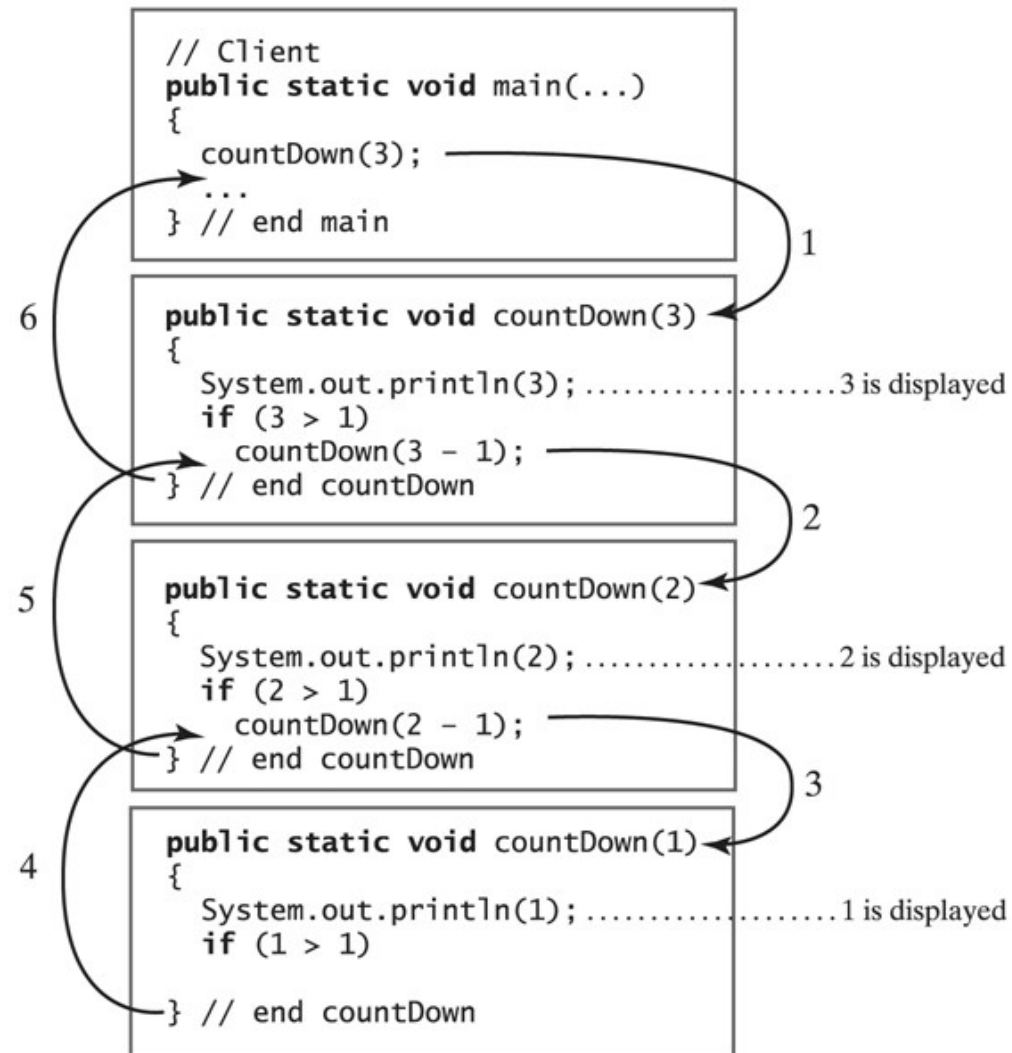 // Client
public static void main(...)
{
countDown(3);
...
} // end main
1
6
public static void countDown(3)
{
System.out.println(3); .................... 3 is displayed
if (3 > 1)
countDown(3 – 1);
} // end countDown
2
5
public static void countDown(2)
{
System.out.println(2); .................... 2 is displayed
if (2 > 1)
countDown(2 – 1);
} // end countDown
3
4
public static void countDown(1)
{
System.out.println(1); .................... 1 is displayed
if (1 > 1)
} // end countDown